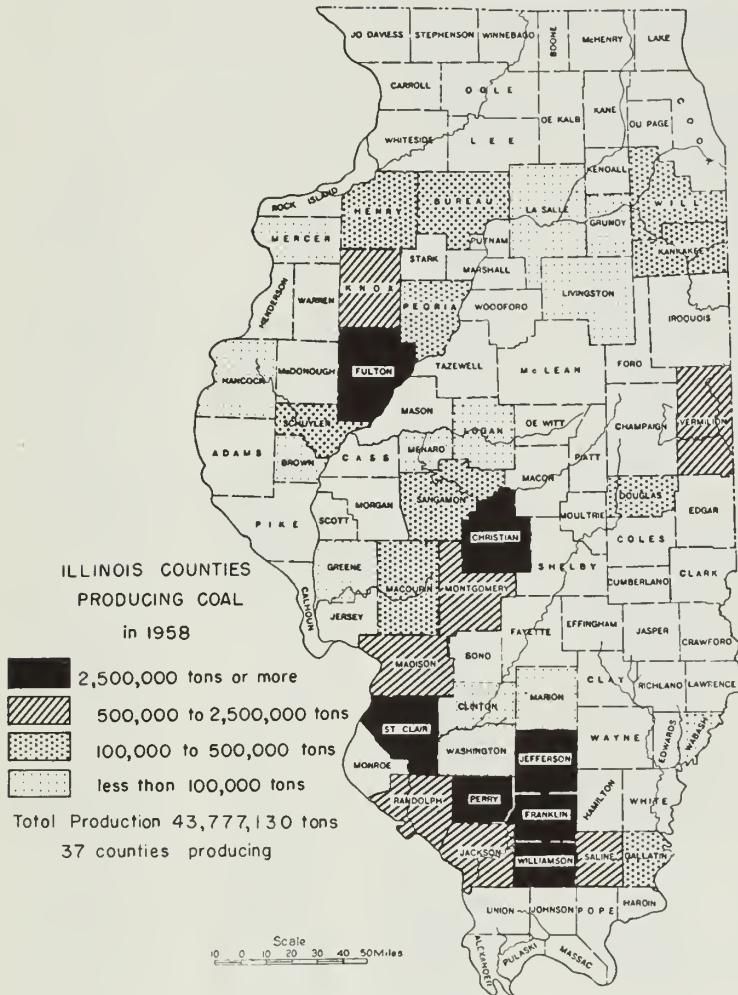 JO DAVIESS STEPHENSON WINNEBAGO BOONE McHENRY LAKE
CARROLL OGLE DE KALB KANE DU PAGE COOK
WHITESIDE LEE KENDALL
ROCK ISLAND HENRY BUREAU LA SALLE GRUNDY WILL
MERCER PUTNAM KANKAKEE
HENDERSON WARREN KNOX STARK MARSHALL
PEORIA WOODFORD LIVINGSTON IROQUOIS
HANCOCK McDONOUGH FULTON TAZEWELL McLEAN FORD
SCHUYLER MASON LOGAN DE WITT CHAMPAIGN VERMILION
ADAMS BROWN CASS MENARD MACON PIATT
PIKE SCOTT MORGAN SANGAMON CHRISTIAN MOULTRIE DOUGLAS EDGAR
COLES
GREENE MACOUPIN MONTGOMERY SHELBY CUMBERLAND CLARK
CALHOUN JERSEY
FAYETTE EFFINGHAM JASPER CRAWFORD
MADISON BOND CLAY RICHLAND LAWRENCE
ST CLAIR CLINTON MARION
MONROE WASHINGTON JEFFERSON WAYNE EDWARDS WABASH
RANDOLPH PERRY FRANKLIN HAMILTON WHITE
JACKSON WILLIAMSON SALINE GALLATIN
UNION JOHNSON POPE HARDIN
ALEXANDER PULASKI MASSAC
ILLINOIS COUNTIES
PRODUCING COAL
in 1958
2,500,000 tons or more
500,000 to 2,500,000 tons
100,000 to 500,000 tons
less than 100,000 tons
Total Production 43,777,130 tons
37 counties producing
Scale
10 0 10 20 30 40 50 Miles